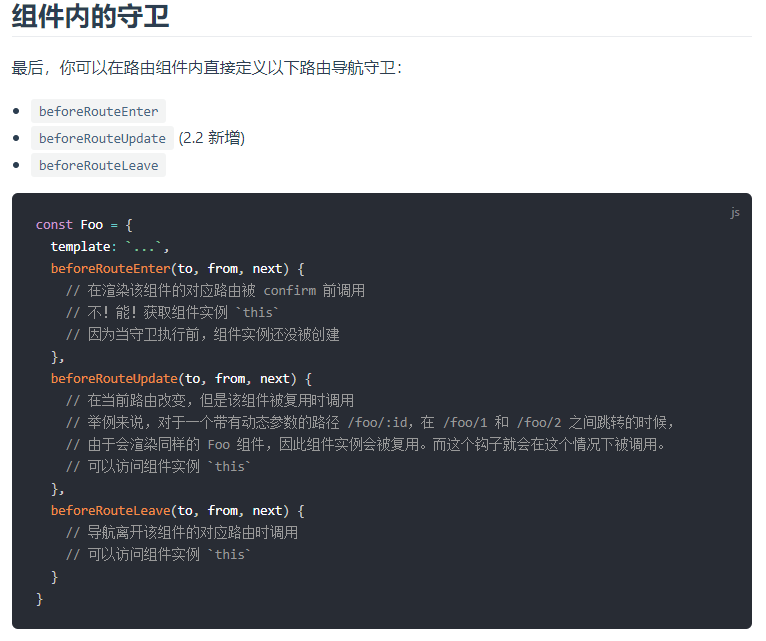 组件内的守卫
最后，你可以在路由组件内直接定义以下路由导航守卫：
beforeRouteEnter
beforeRouteUpdate (2.2 新增)
beforeRouteLeave
js
const Foo = {
  template: `...`,
  beforeRouteEnter(to, from, next) {
    // 在渲染该组件的对应路由被 confirm 前调用
    // 不！能！获取组件实例 `this`
    // 因为当守卫执行前，组件实例还没被创建
  },
  beforeRouteUpdate(to, from, next) {
    // 在当前路由改变，但是该组件被复用时调用
    // 举例来说，对于一个带有动态参数的路径 /foo/:id，在 /foo/1 和 /foo/2 之间跳转的时候，
    // 由于会渲染同样的 Foo 组件，因此组件实例会被复用。而这个钩子就会在这个情况下被调用。
    // 可以访问组件实例 `this`
  },
  beforeRouteLeave(to, from, next) {
    // 导航离开该组件的对应路由时调用
    // 可以访问组件实例 `this`
  }
}